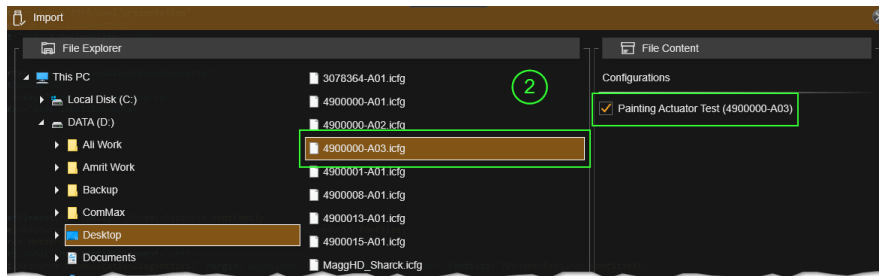 Import
File Explorer
This PC
Local Disk (C:)
DATA (D:)
Ali Work
Amrit Work
Backup
ComMax
Desktop
Documents
3078364-A01.icfg
4900000-A01.icfg
4900000-A02.icfg
4900000-A03.icfg
4900001-A01.icfg
4900008-A01.icfg
4900013-A01.icfg
4900015-A01.icfg
MaggHD_Sharck.icfg
2
File Content
Configurations
Painting Actuator Test (4900000-A03)